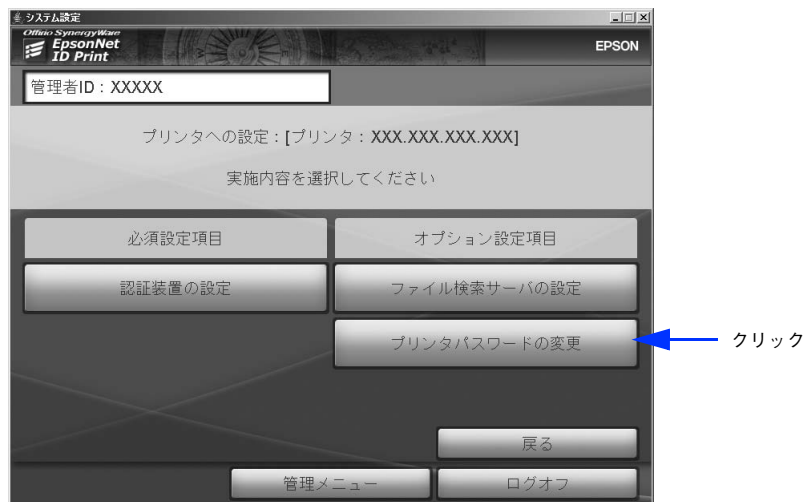 システム設定
Offirio SynergyWare
EpsonNet
ID Print
EPSON
管理者ID：XXXXX
プリンタへの設定：[プリンタ：XXX.XXX.XXX.XXX]
実施内容を選択してください
必須設定項目
オプション設定項目
認証装置の設定
ファイル検索サーバの設定
プリンタパスワードの変更
クリック
戻る
管理メニュー
ログオフ